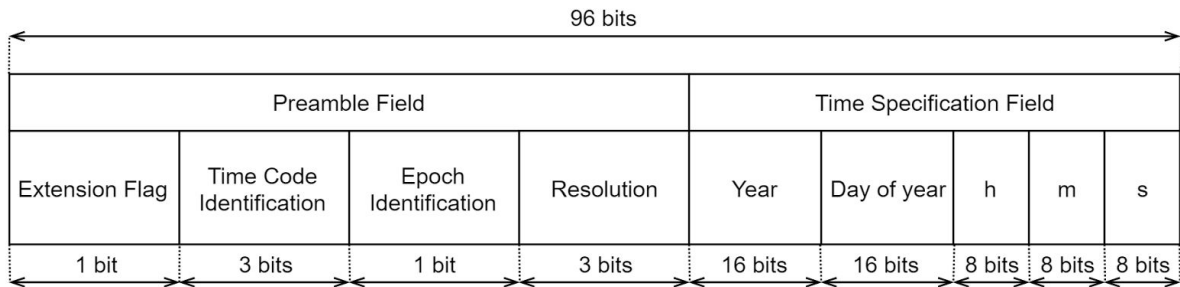 96 bits
Preamble Field
Time Specification Field
Extension Flag
Time Code
Identification
Epoch
Identification
Resolution
Year
Day of year
h
m
s
1 bit
3 bits
1 bit
3 bits
16 bits
16 bits
8 bits
8 bits
8 bits